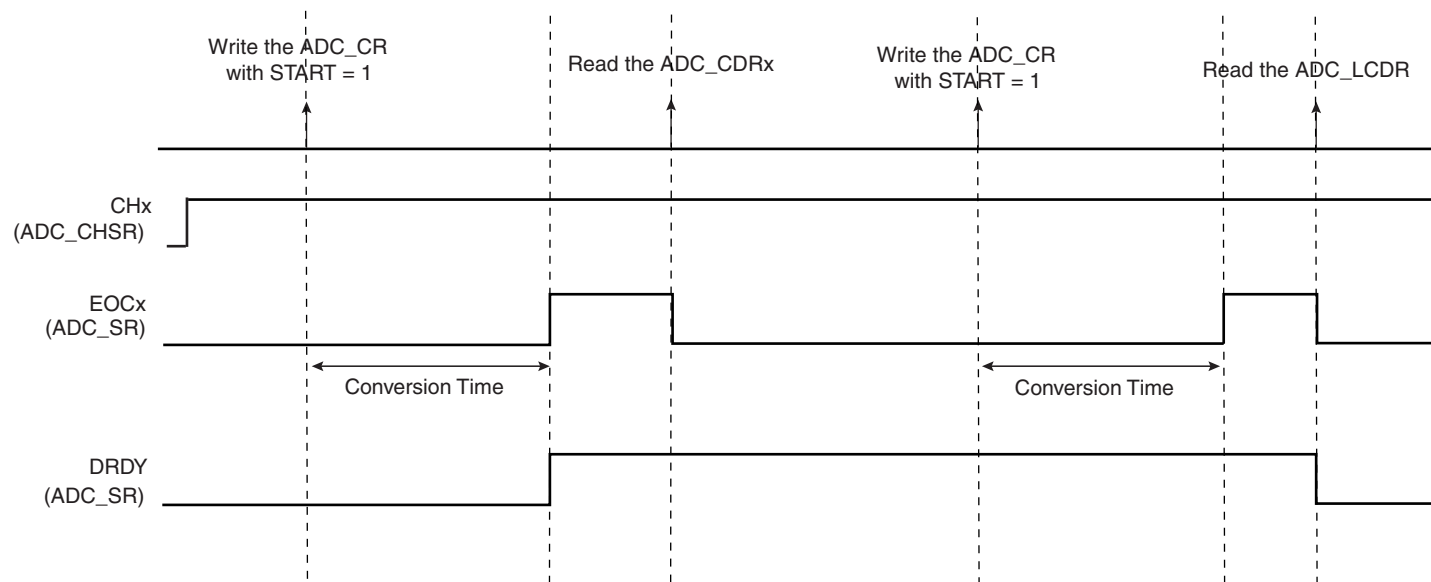 Write the ADC_CR
with START = 1
Read the ADC_CDRx
Write the ADC_CR
with START = 1
Read the ADC_LCDR
CHx
(ADC_CHSR)
EOCx
(ADC_SR)
Conversion Time
Conversion Time
DRDY
(ADC_SR)